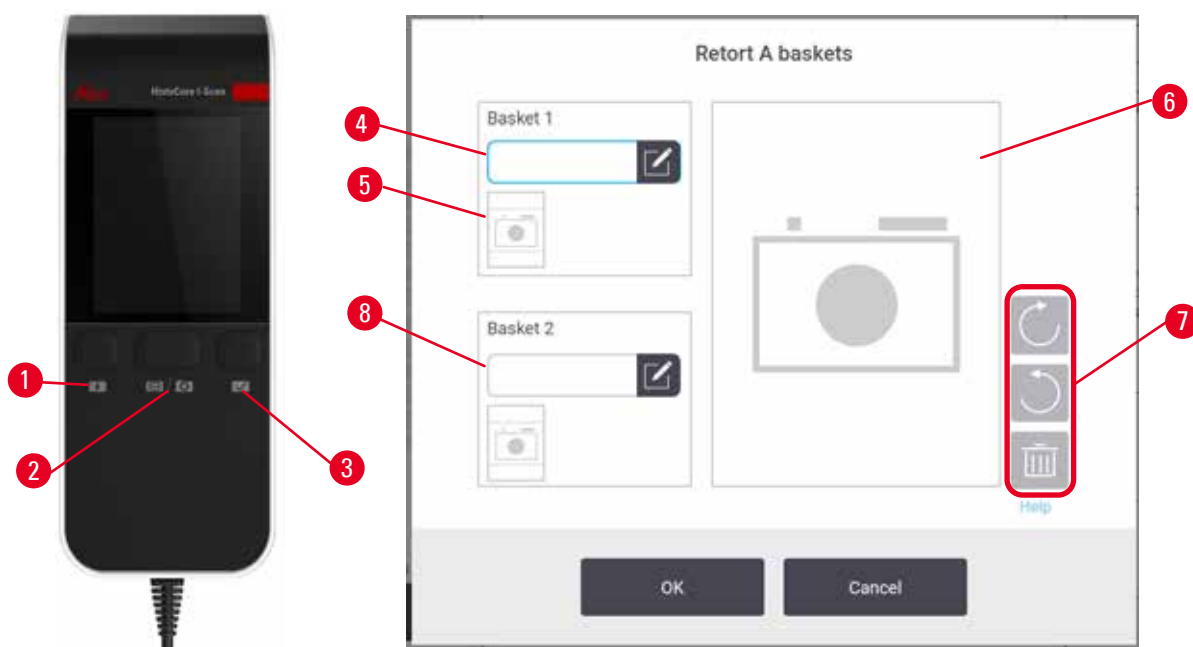 Leica
HistoCore I-Scan
1
2
3
Retort A baskets
4
Basket 1
5
6
8
Basket 2
7
Help
OK
Cancel